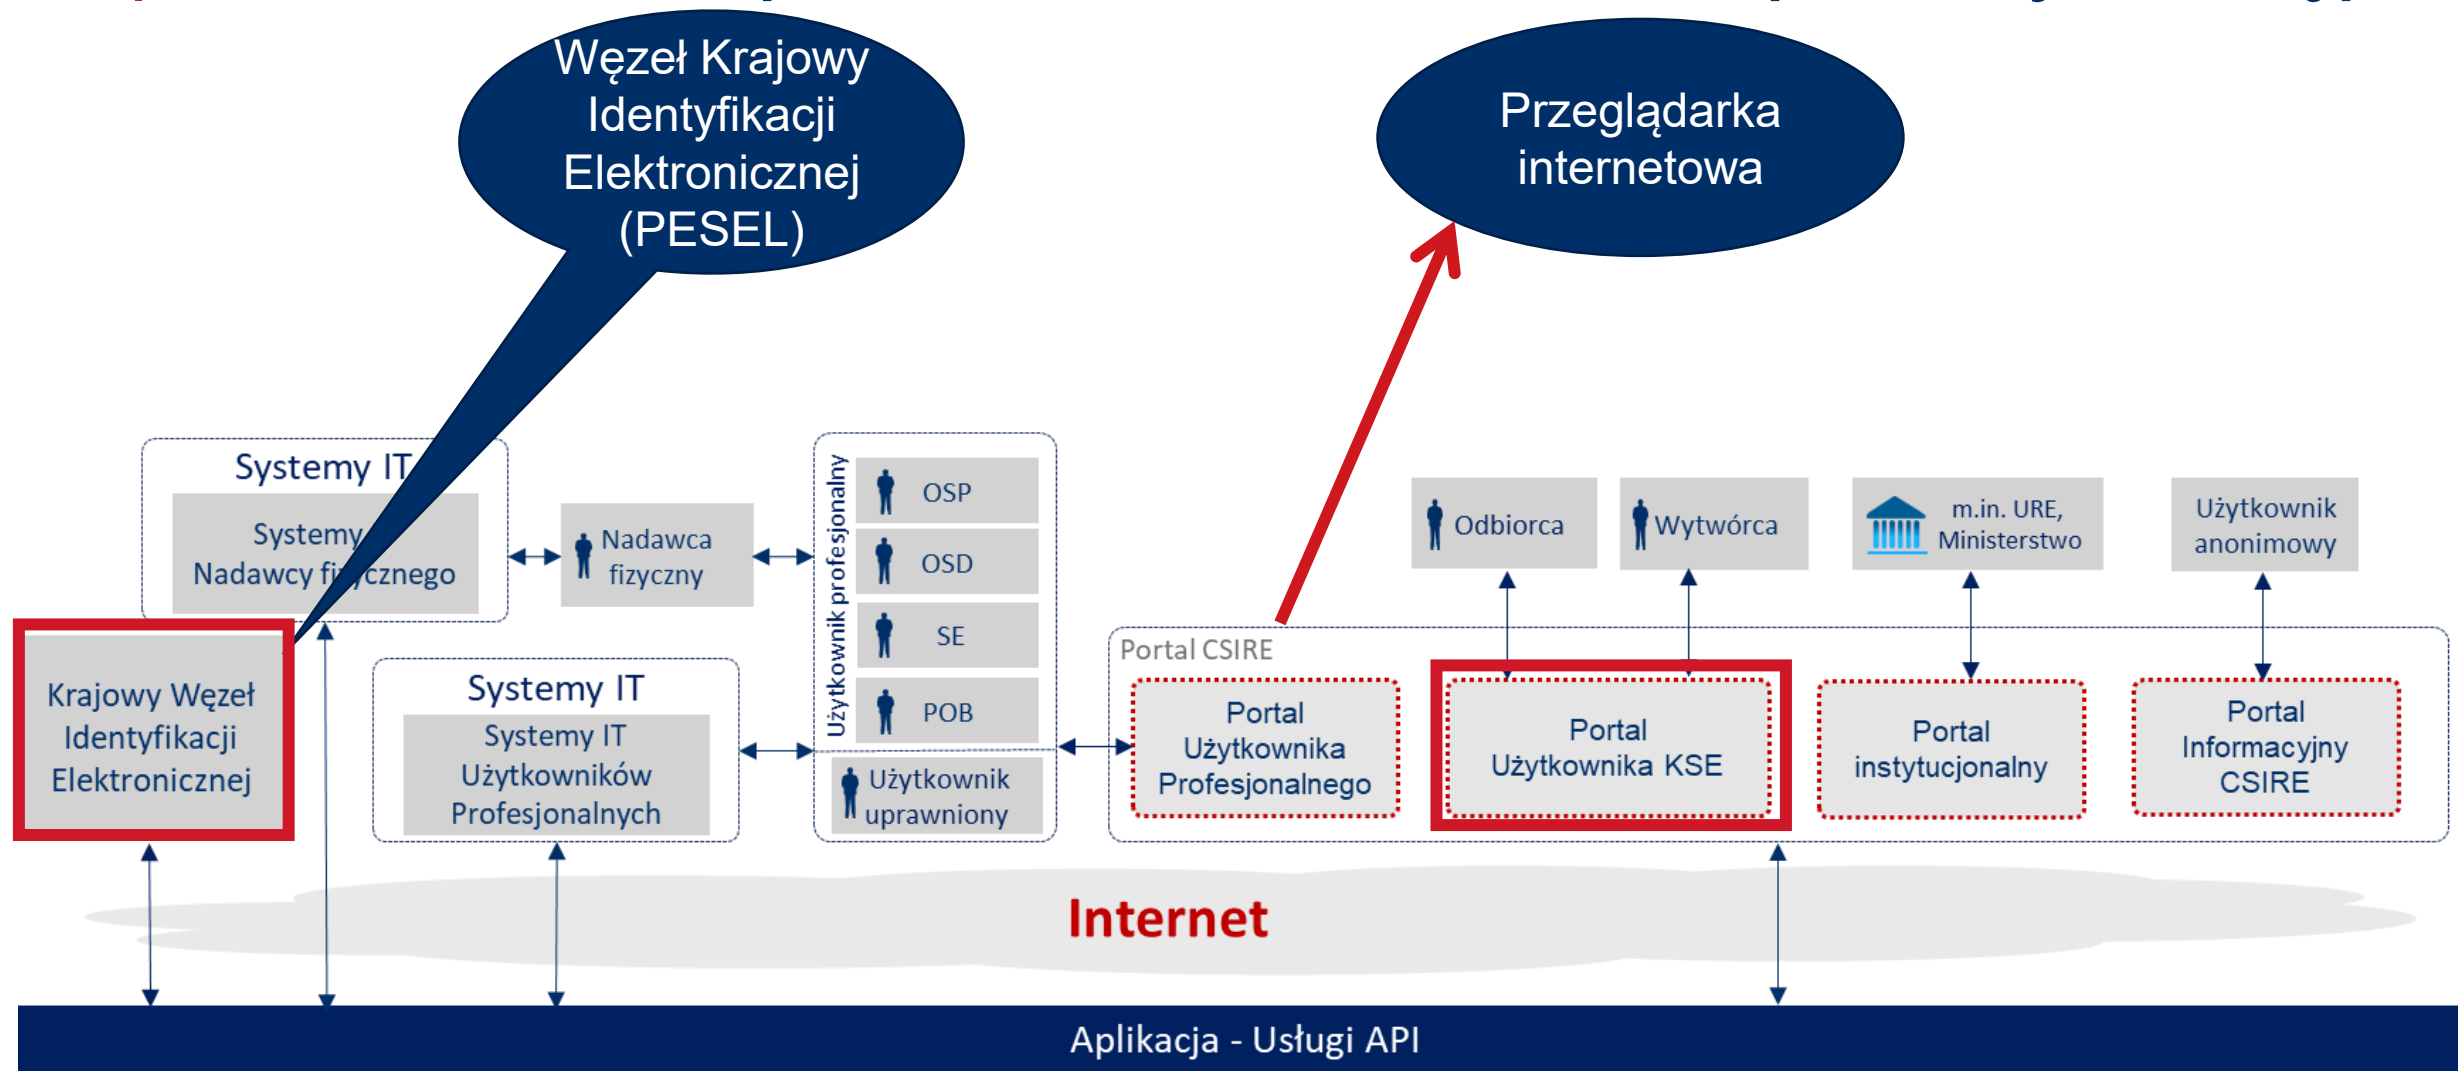 Węzeł Krajowy
Identyfikacji
Elektronicznej
(PESEL)
Przeglądarka
internetowa
Systemy IT
Systemy
Nadawcy fizycznego
Nadawca
fizyczny
Użytkownik profesjonalny
OSP
OSD
SE
POB
Użytkownik
uprawniony
Odbiorca
Wytwórca
m.in. URE,
Ministerstwo
Użytkownik
anonimowy
Krajowy Węzeł
Identyfikacji
Elektronicznej
Systemy IT
Systemy IT
Użytkowników
Profesjonalnych
Portal CSIRE
Portal
Użytkownika
Profesjonalnego
Portal
Użytkownika KSE
Portal
instytucjonalny
Portal
Informacyjny
CSIRE
Internet
Aplikacja - Usługi API